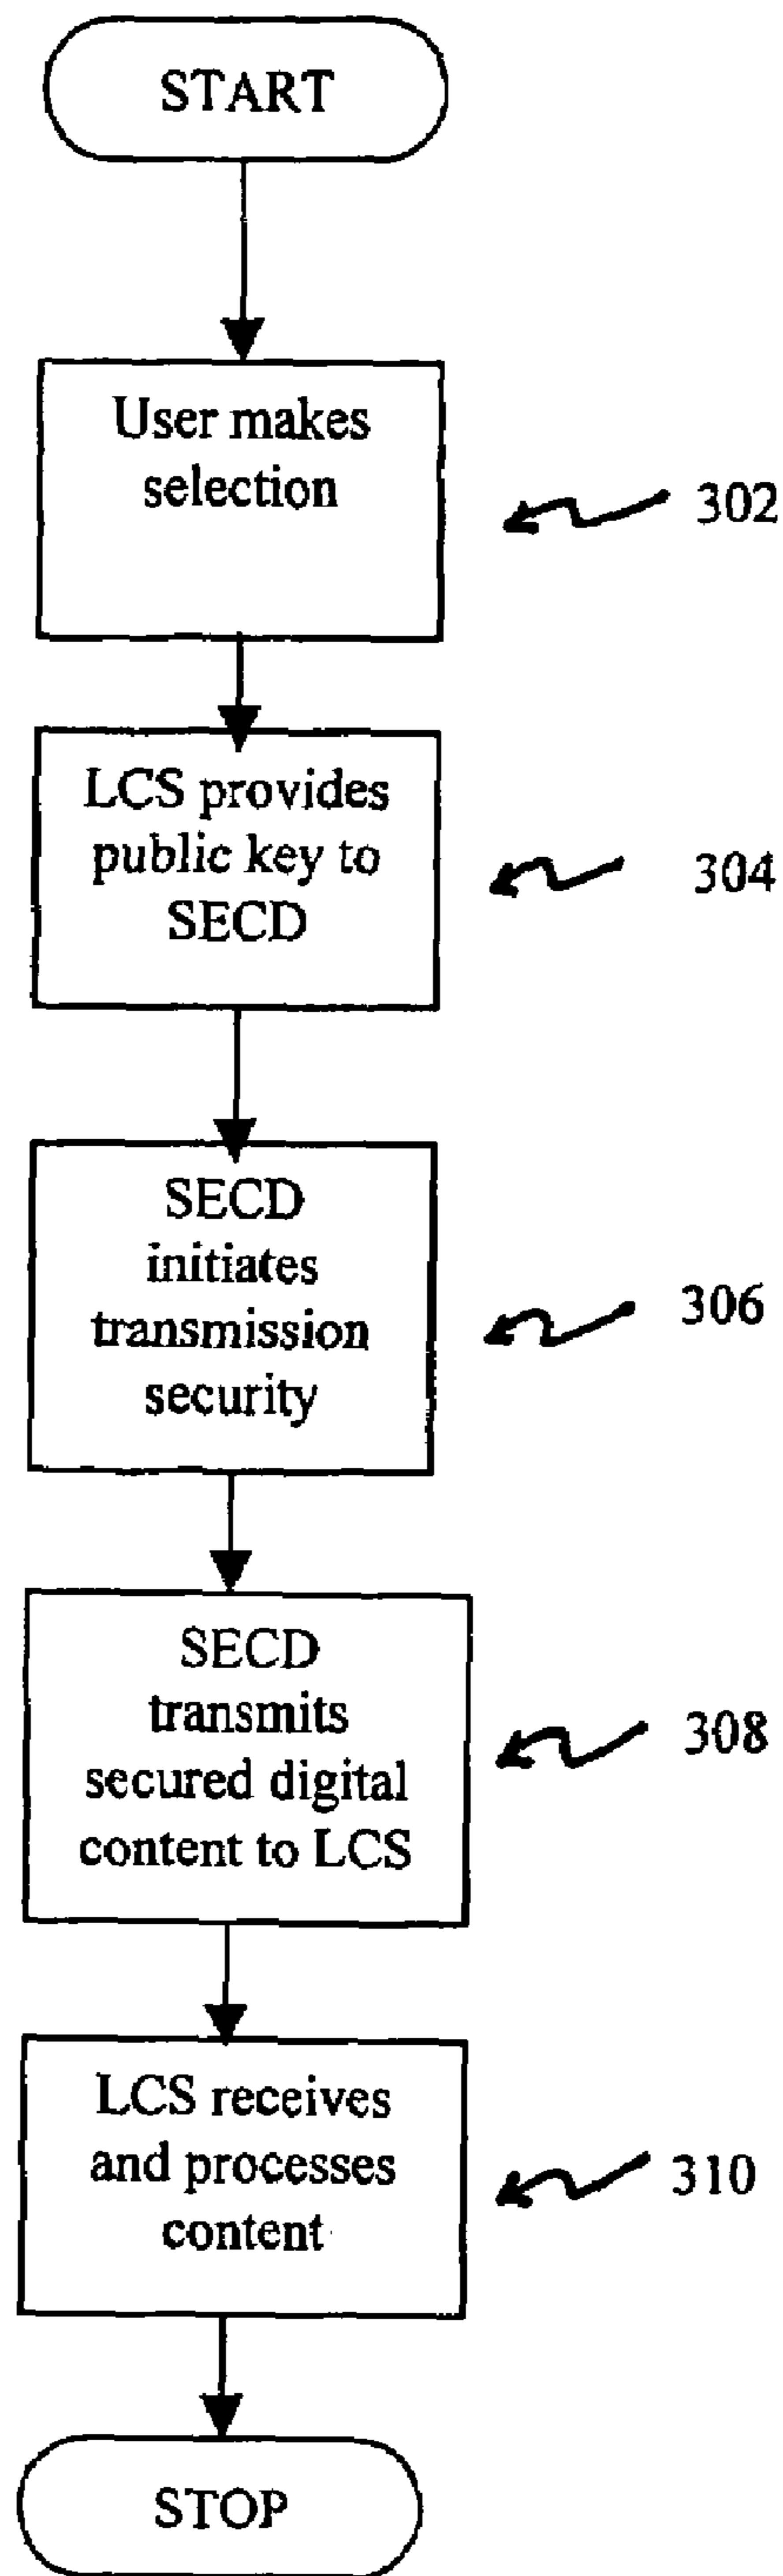 START
User makes
selection
302
LCS provides
public key to
SECD
304
SECD
initiates
transmission
security
306
SECD
transmits
secured digital
content to LCS
308
LCS receives
and processes
content
310
STOP